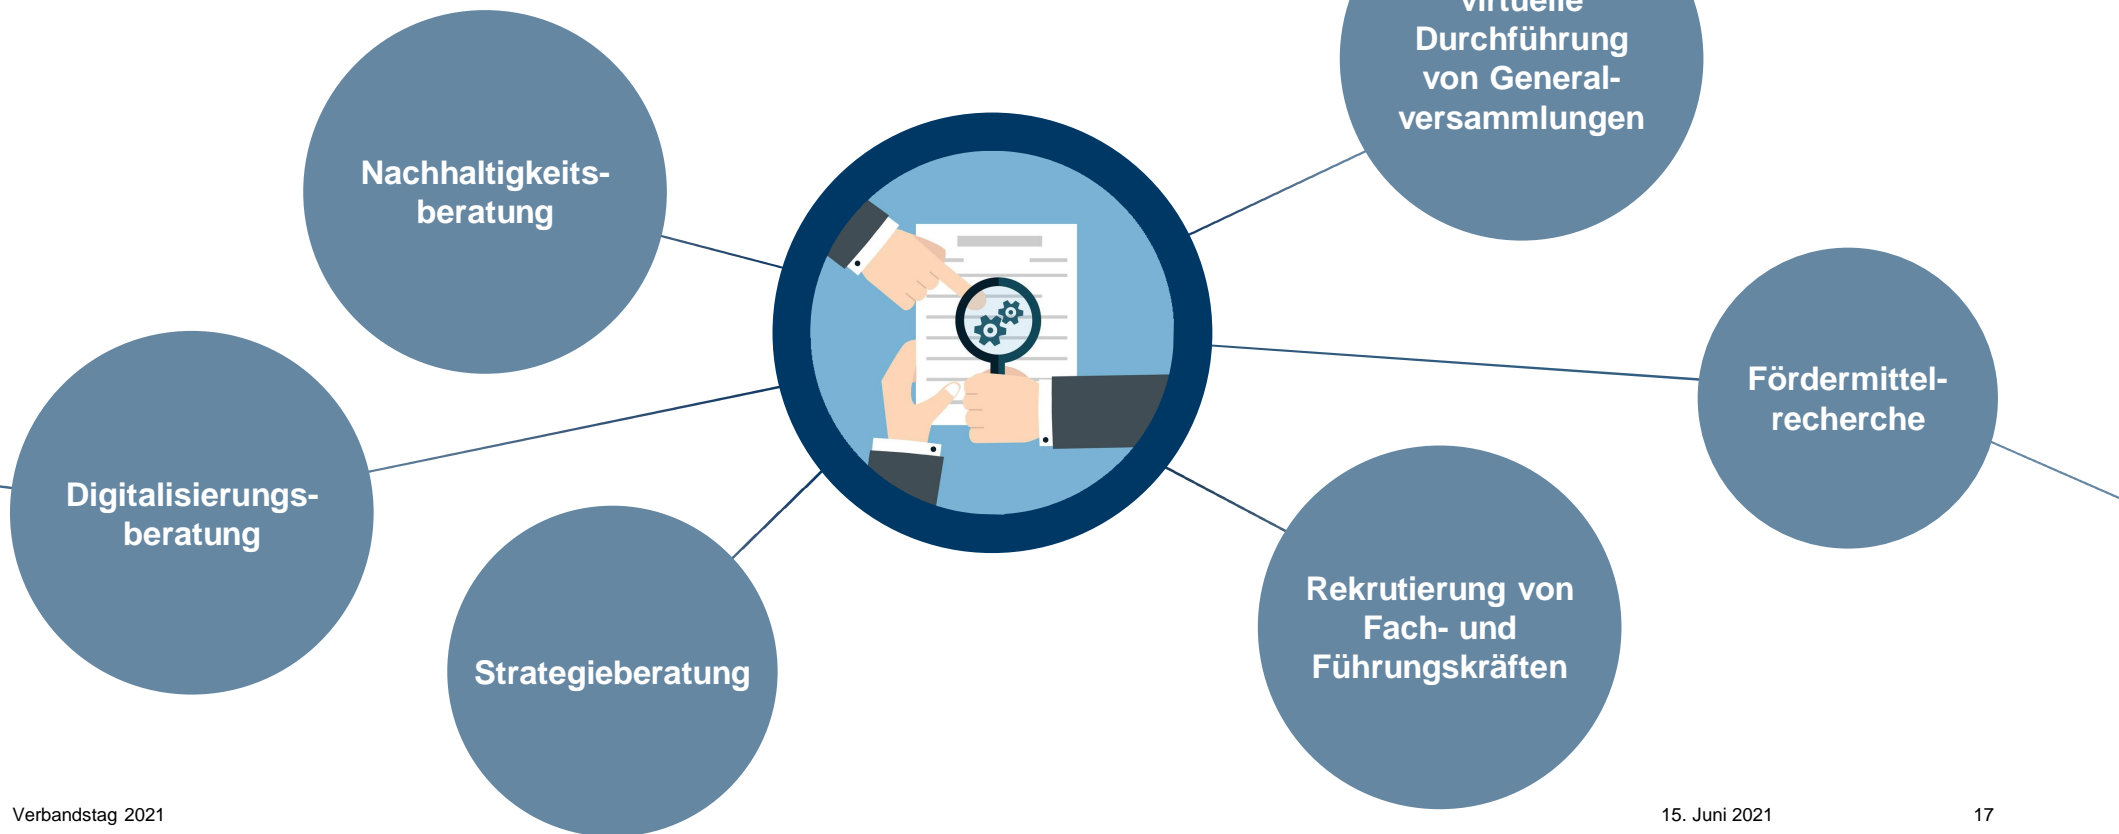 virtuelle
Durchführung
von General-
versammlungen
Nachhaltigkeits-
beratung
Fördermittel-
recherche
Digitalisierungs-
beratung
Rekrutierung von
Fach- und
Führungskräften
Strategieberatung
Verbandstag 2021
15. Juni 2021
17